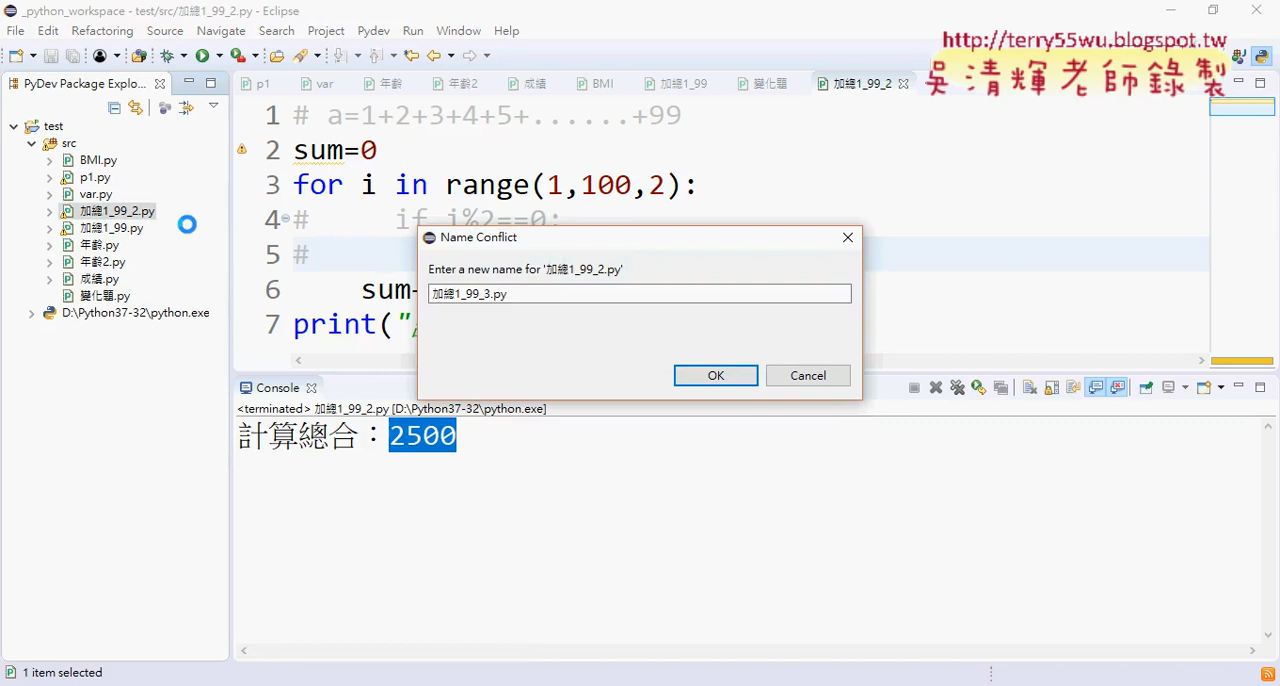 _python_workspace - test/src/加總1_99_2.py - Eclipse
File Edit Refactoring Source Search Project Pydev Run Window Help
http://terry55wu.blogspot.tw
吳清輝老師錄製
PyDev Package Explo...
p1 var 年齡 年齡2 成績 BMI 加總1_99 變化題 加總1_99_2
test
src
BMI.py
p1.py
var.py
加總1_99_2.py
加總1_99.py
年齡.py
年齡2.py
成績.py
變化題.py
D:\Python37-32\python.exe
1 # a=1+2+3+4+5+......+99
2 sum=0
3 for i in range(1,100,2):
4 # if i%2==0:
5 #
6 sum
7 print("
Name Conflict
Enter a new name for '加總1_99_2.py'
加總1_99_3.py
OK Cancel
Console
<terminated> 加總1_99_2.py [D:\Python37-32\python.exe]
計算總合：2500
1 item selected